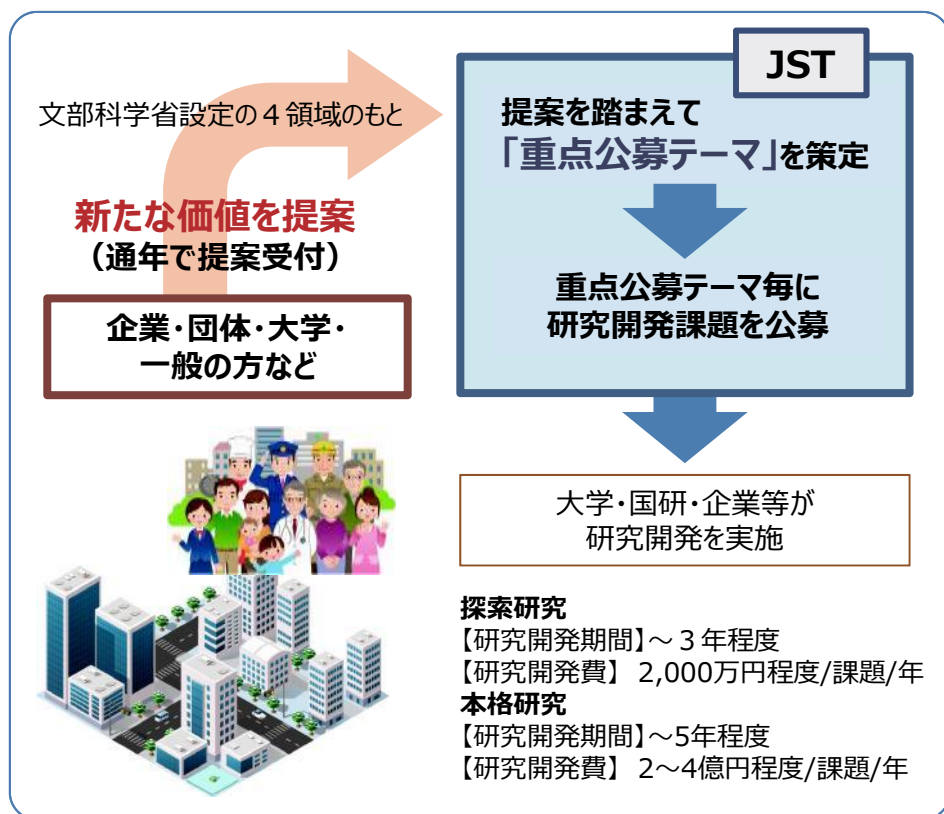 文部科学省設定の4領域のもと
新たな価値を提案
（通年で提案受付）
企業・団体・大学・
一般の方など
JST
提案を踏まえて
「重点公募テーマ」を策定
重点公募テーマ毎に
研究開発課題を公募
大学・国研・企業等が
研究開発を実施
探索研究
【研究開発期間】～３年程度
【研究開発費】 2,000万円程度/課題/年
本格研究
【研究開発期間】～5年程度
【研究開発費】 2～4億円程度/課題/年